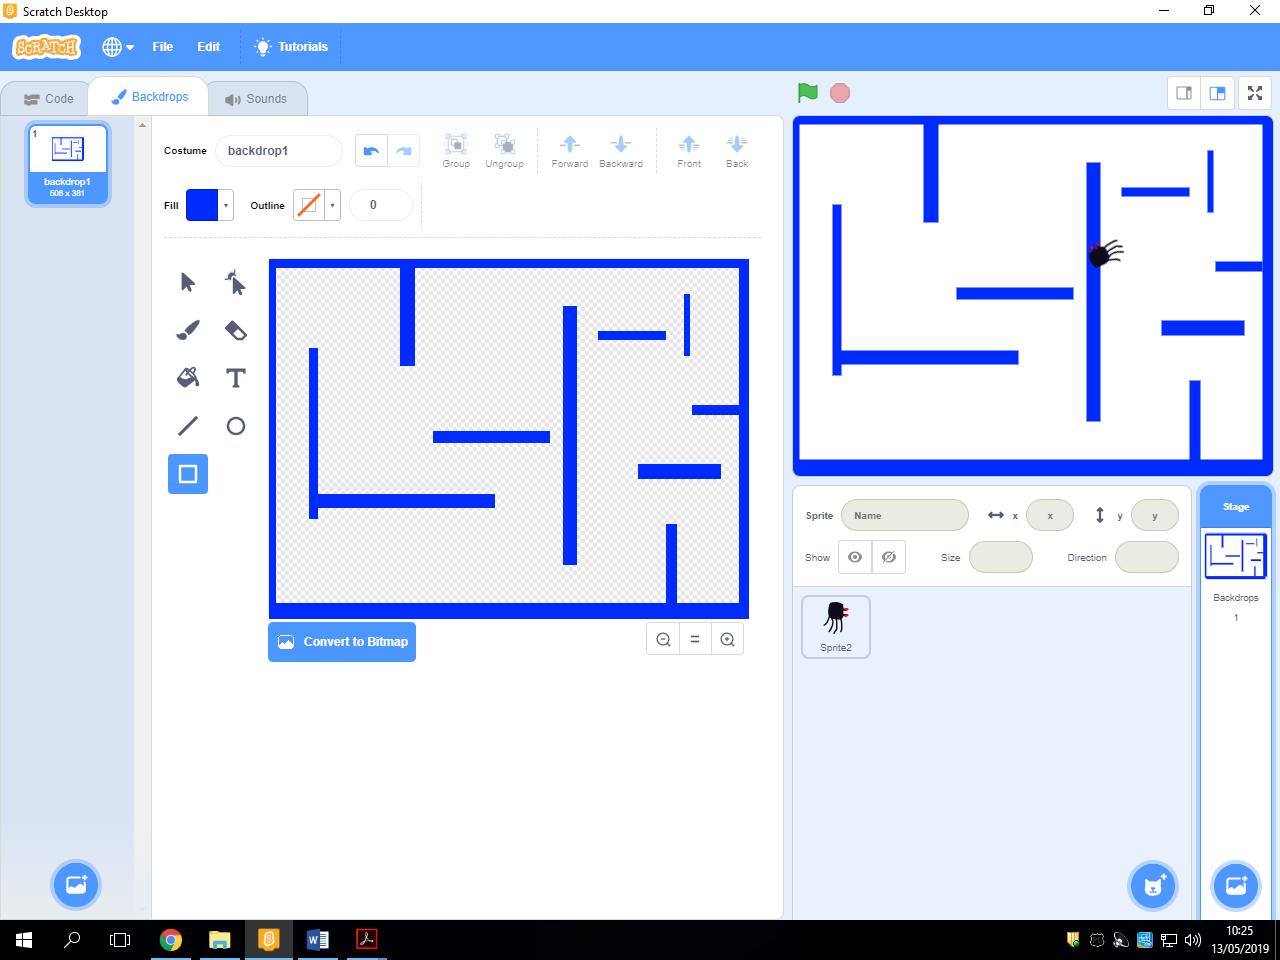 Scratch Desktop
SCRATCH
File
Edit
Tutorials
Code
Backdrops
Sounds
1
backdrop1
506 x 381
Costume
backdrop1
Group
Ungroup
Forward
Backward
Front
Back
Fill
Outline
0
T
Convert to Bitmap
Sprite
Name
x
x
y
y
Show
Size
Direction
Sprite2
Stage
Backdrops
1
10:25
13/05/2019